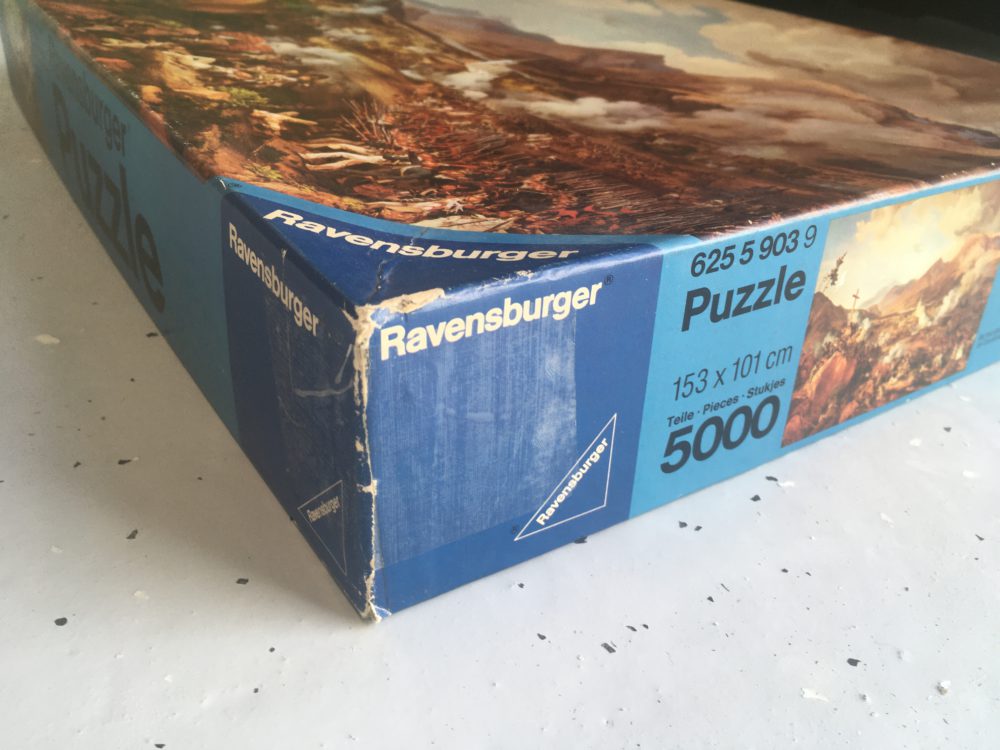 Ravensburger
Puzzle
Ravensburger
Ravensburger
Ravensburger
Ravensburger®
Ravensburger
®
625 5 903 9
Puzzle
153 x 101 cm
Teile · Pieces · Stukjes
5000